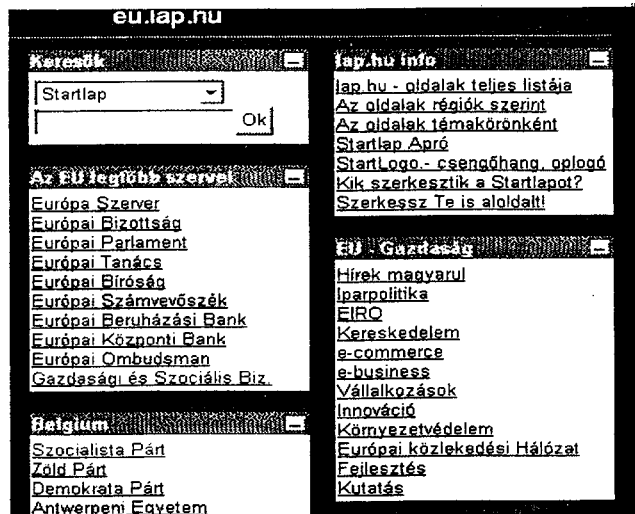 eu.lap.hu
Keresők
Startlap
Ok
Az EU legfőbb szervei
Európa Szerver
Európai Bizottság
Európai Parlament
Európai Tanács
Európai Bíróság
Európai Számvevőszék
Európai Beruházási Bank
Európai Központi Bank
Európai Ombudsman
Gazdasági és Szociális Biz.
Belgium
Szocialista Párt
Zöld Párt
Demokrata Párt
Antwerpeni Egyetem
lap.hu info
lap.hu - oldalak teljes listája
Az oldalak régiók szerint
Az oldalak témakörönként
Startlap Apró
StartLogo - csengőhang, oplogó
Kik szerkesztik a Startlapot?
Szerkessz Te is aloldalt!
EU - Gazdaság
Hírek magyarul
Iparpolitika
EIRO
Kereskedelem
e-commerce
e-business
Vállalkozások
Innováció
Környezetvédelem
Európai közlekedési Hálózat
Fejlesztés
Kutatás